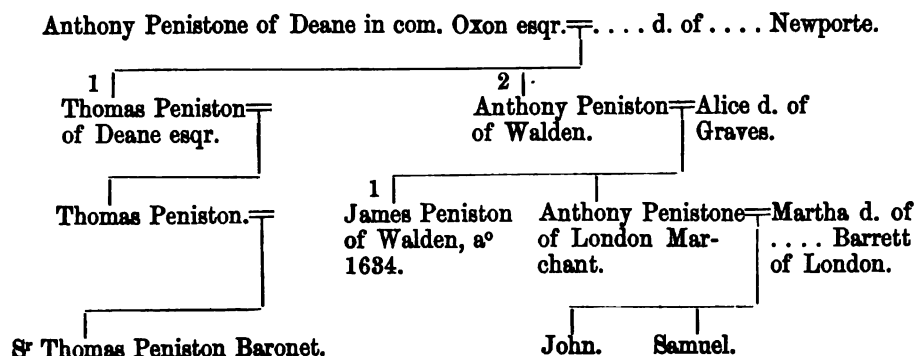 Anthony Penistone of Deane in com. Oxon esqr. .... d. of .... Newporte.
1
Thomas Peniston
of Deane esqr.
2
Anthony Peniston
of Walden.
Alice d. of
Graves.
Thomas Peniston.
1
James Peniston
of Walden, aº
1634.
Anthony Penistone
of London Mar-
chant.
Martha d. of
.... Barrett
of London.
Sr Thomas Peniston Baronet.
John.
Samuel.